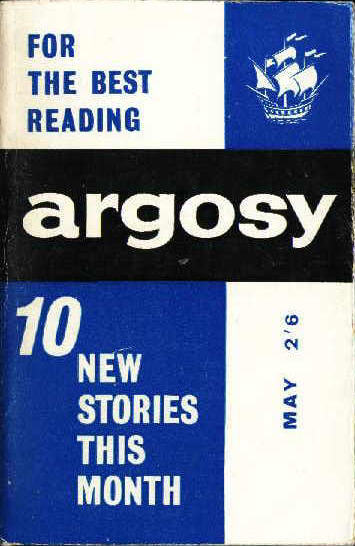 FOR
THE BEST
READING
argosy
10
NEW
STORIES
THIS
MONTH
MAY 2'6